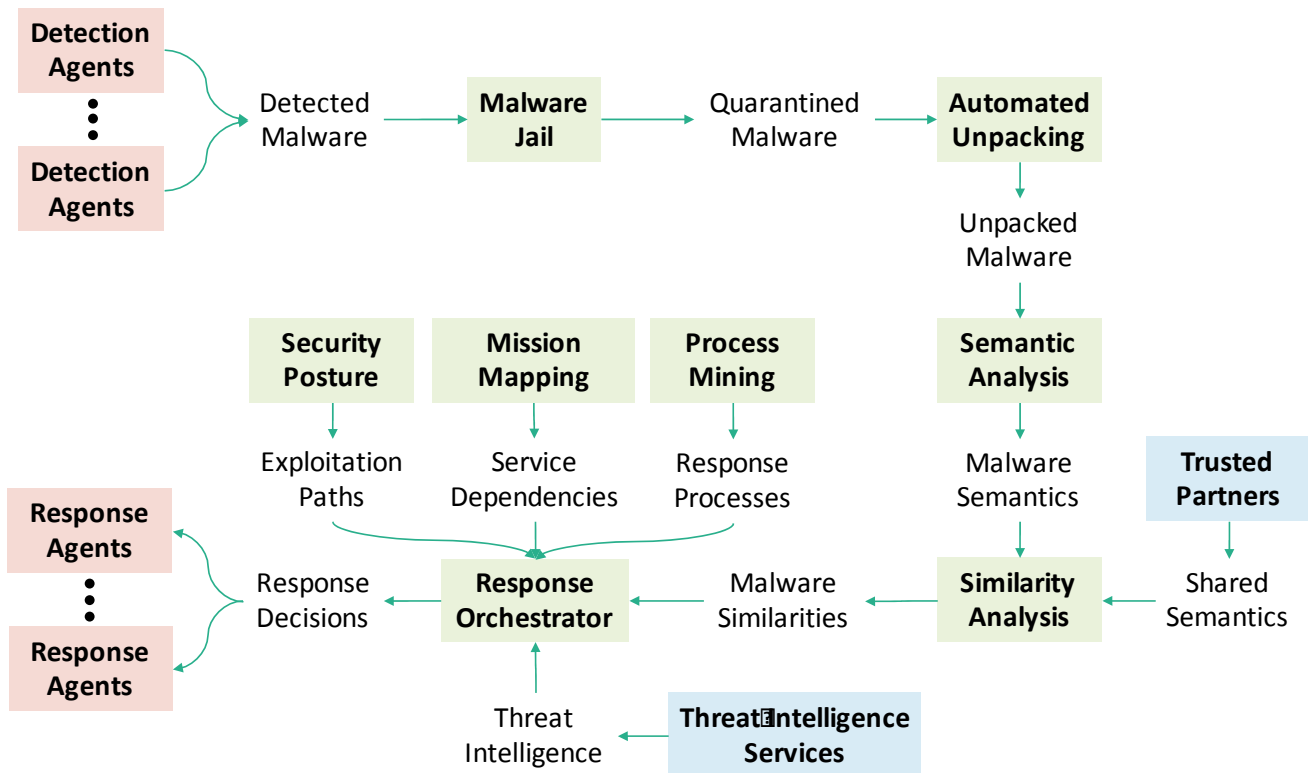 Detection
Agents
Detection
Agents
Detected
Malware
Malware
Jail
Quarantined
Malware
Automated
Unpacking
Unpacked
Malware
Security
Posture
Mission
Mapping
Process
Mining
Semantic
Analysis
Exploitation
Paths
Service
Dependencies
Response
Processes
Malware
Semantics
Trusted
Partners
Response
Agents
Response
Agents
Response
Decisions
Response
Orchestrator
Malware
Similarities
Similarity
Analysis
Shared
Semantics
Threat
Intelligence
Threat Intelligence
Services